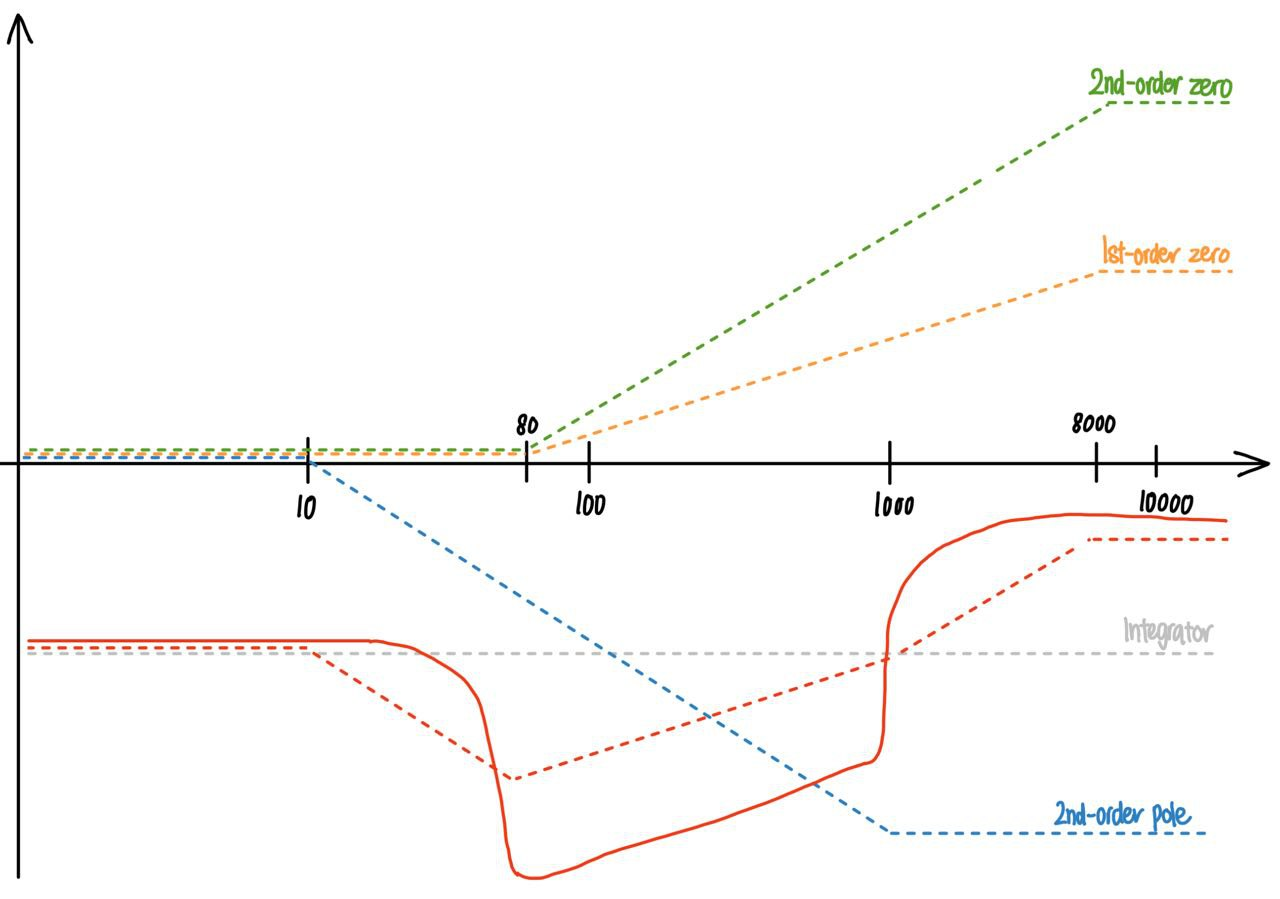 2nd-order zero
1st-order zero
80
8000
10
100
1000
10000
Integrator
2nd-order pole